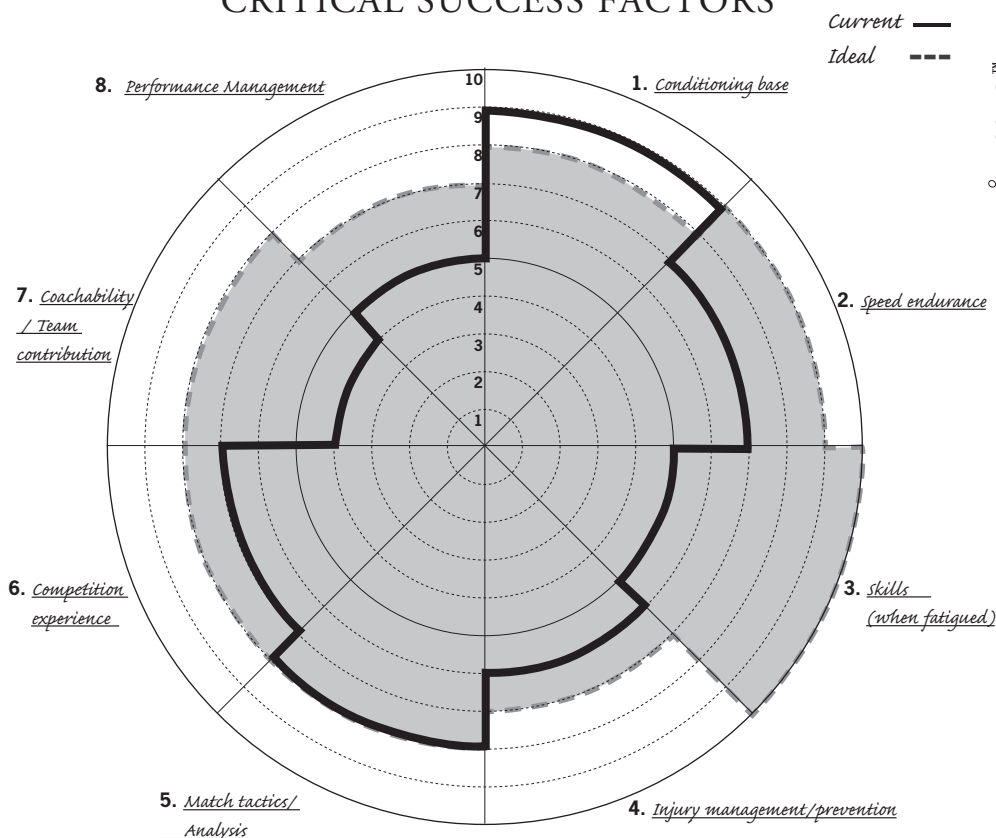 CRITICAL SUCCESS FACTORS
Current
Ideal
8. Performance Management
1. Conditioning base
10
9
8
7
6
5
4
3
2
1
7. Coachability
/ Team
contribution
2. Speed endurance
6. Competition
experience
3. Skills
(when fatigued)
5. Match tactics/
Analysis
4. Injury management/prevention